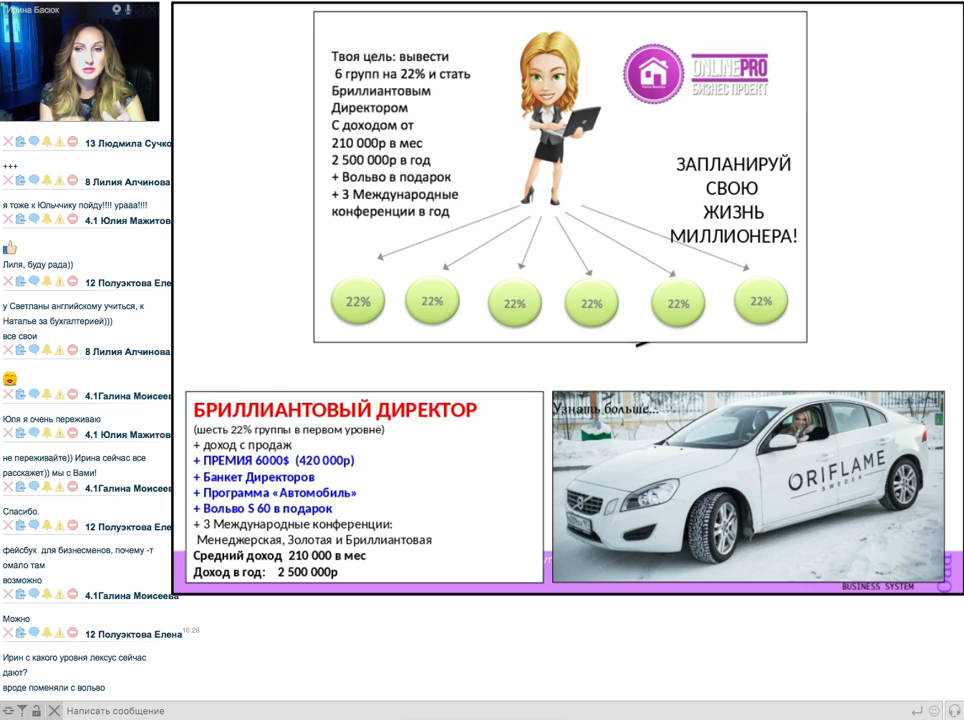 Ирина Басюк
13 Людмила Сучко
+++
8 Лилия Алчинова
я тоже к Юльчику пойду!!!! урааа!!!!
4.1 Юлия Мажитов
Лиля, буду рада))
12 Полуэктова Еле
у Светланы английскому учиться, к
Наталье за бухгалтерией)))
все свои
8 Лилия Алчинова
4.1Галина Моисеев
Юля я очень переживаю
4.1 Юлия Мажитов
не переживайте)) Ирина сейчас все
расскажет)) мы с Вами!
4.1Галина Моисеев
Спасибо.
12 Полуэктова Еле
фейсбук для бизнесменов, почему -т
омало там
возможно
4.1Галина Моисеева
Можно
12 Полуэктова Елена 16:28
Ирин с какого уровня лексус сейчас
дают?
вроде поменяли с вольво
Написать сообщение
Твоя цель: вывести
6 групп на 22% и стать
Бриллиантовым
Директором
С доходом от
210 000р в мес
2 500 000р в год
+ Вольво в подарок
+ 3 Международные
конференции в год
ONLINEPRO
БИЗНЕС ПРОЕКТ
ЗАПЛАНИРУЙ
СВОЮ
ЖИЗНЬ
МИЛЛИОНЕРА!
22%
22%
22%
22%
22%
22%
БРИЛЛИАНТОВЫЙ ДИРЕКТОР
(шесть 22% группы в первом уровне)
+ доход с продаж
+ ПРЕМИЯ 6000$ (420 000р)
+ Банкет Директоров
+ Программа «Автомобиль»
+ Вольво S 60 в подарок
+ 3 Международные конференции:
Менеджерская, Золотая и Бриллиантовая
Средний доход 210 000 в мес
Доход в год: 2 500 000р
Узнать больше...
ORIFLAME
SWEDEN
BUSINESS SYSTEM